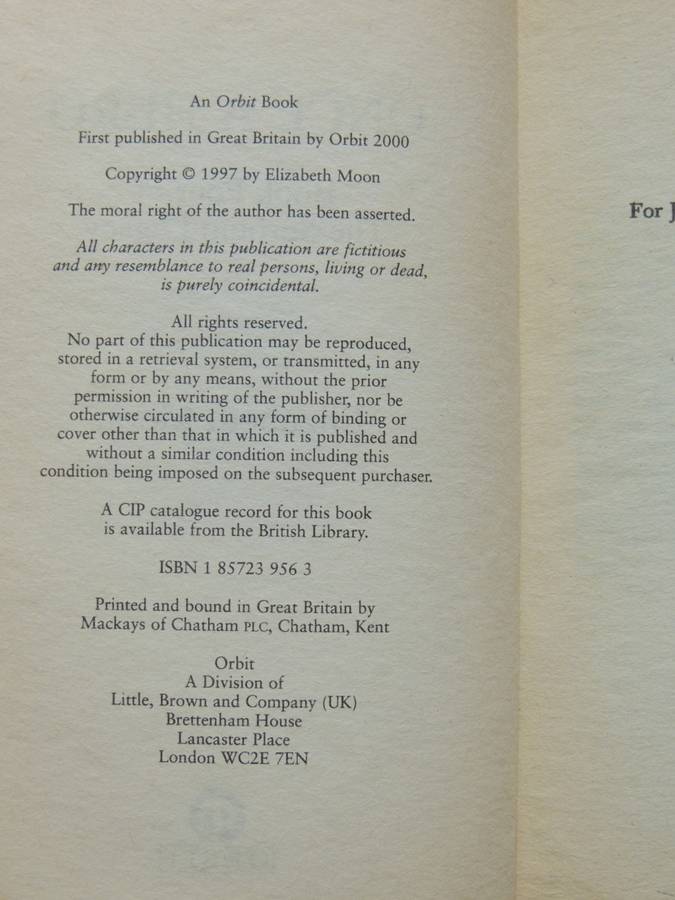 An Orbit Book
First published in Great Britain by Orbit 2000
Copyright © 1997 by Elizabeth Moon
The moral right of the author has been asserted.
All characters in this publication are fictitious
and any resemblance to real persons, living or dead,
is purely coincidental.
All rights reserved.
No part of this publication may be reproduced,
stored in a retrieval system, or transmitted, in any
form or by any means, without the prior
permission in writing of the publisher, nor be
otherwise circulated in any form of binding or
cover other than that in which it is published and
without a similar condition including this
condition being imposed on the subsequent purchaser.
A CIP catalogue record for this book
is available from the British Library.
ISBN 1 85723 956 3
Printed and bound in Great Britain by
Mackays of Chatham PLC, Chatham, Kent
Orbit
A Division of
Little, Brown and Company (UK)
Brettenham House
Lancaster Place
London WC2E 7EN
For